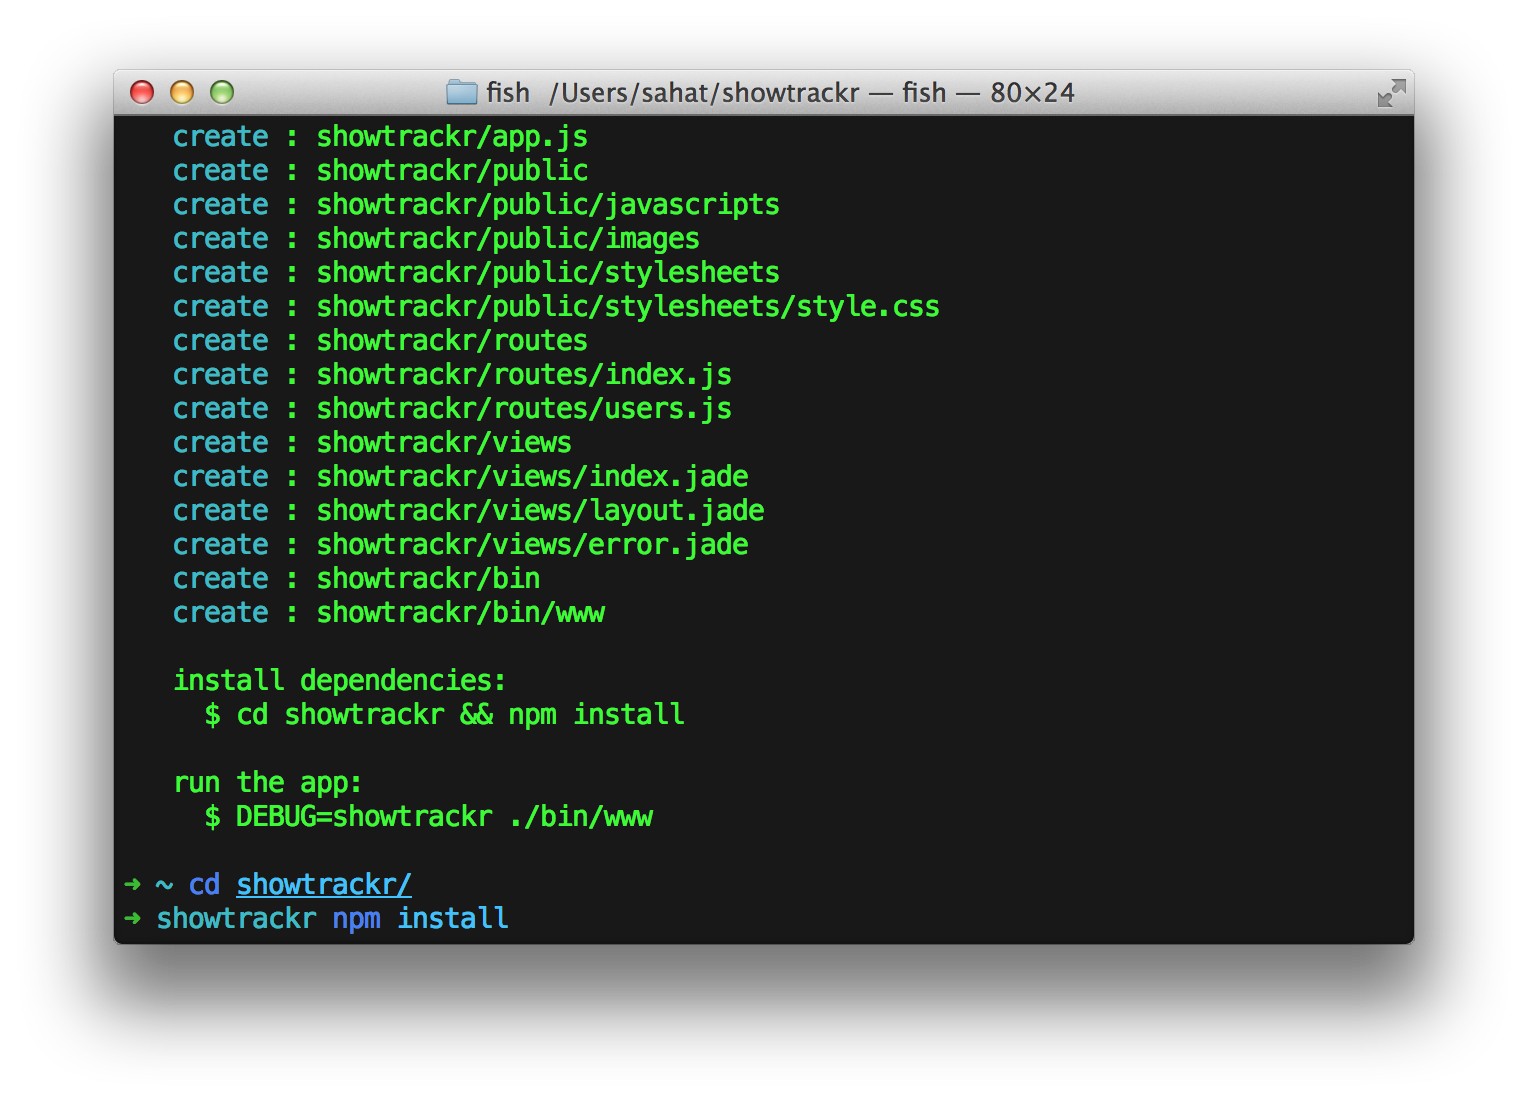 fish /Users/sahat/showtrackr — fish — 80×24
create : showtrackr/app.js
create : showtrackr/public
create : showtrackr/public/javascripts
create : showtrackr/public/images
create : showtrackr/public/stylesheets
create : showtrackr/public/stylesheets/style.css
create : showtrackr/routes
create : showtrackr/routes/index.js
create : showtrackr/routes/users.js
create : showtrackr/views
create : showtrackr/views/index.jade
create : showtrackr/views/layout.jade
create : showtrackr/views/error.jade
create : showtrackr/bin
create : showtrackr/bin/www
install dependencies:
$ cd showtrackr && npm install
run the app:
$ DEBUG=showtrackr ./bin/www
➜ ~ cd showtrackr/
➜ showtrackr npm install